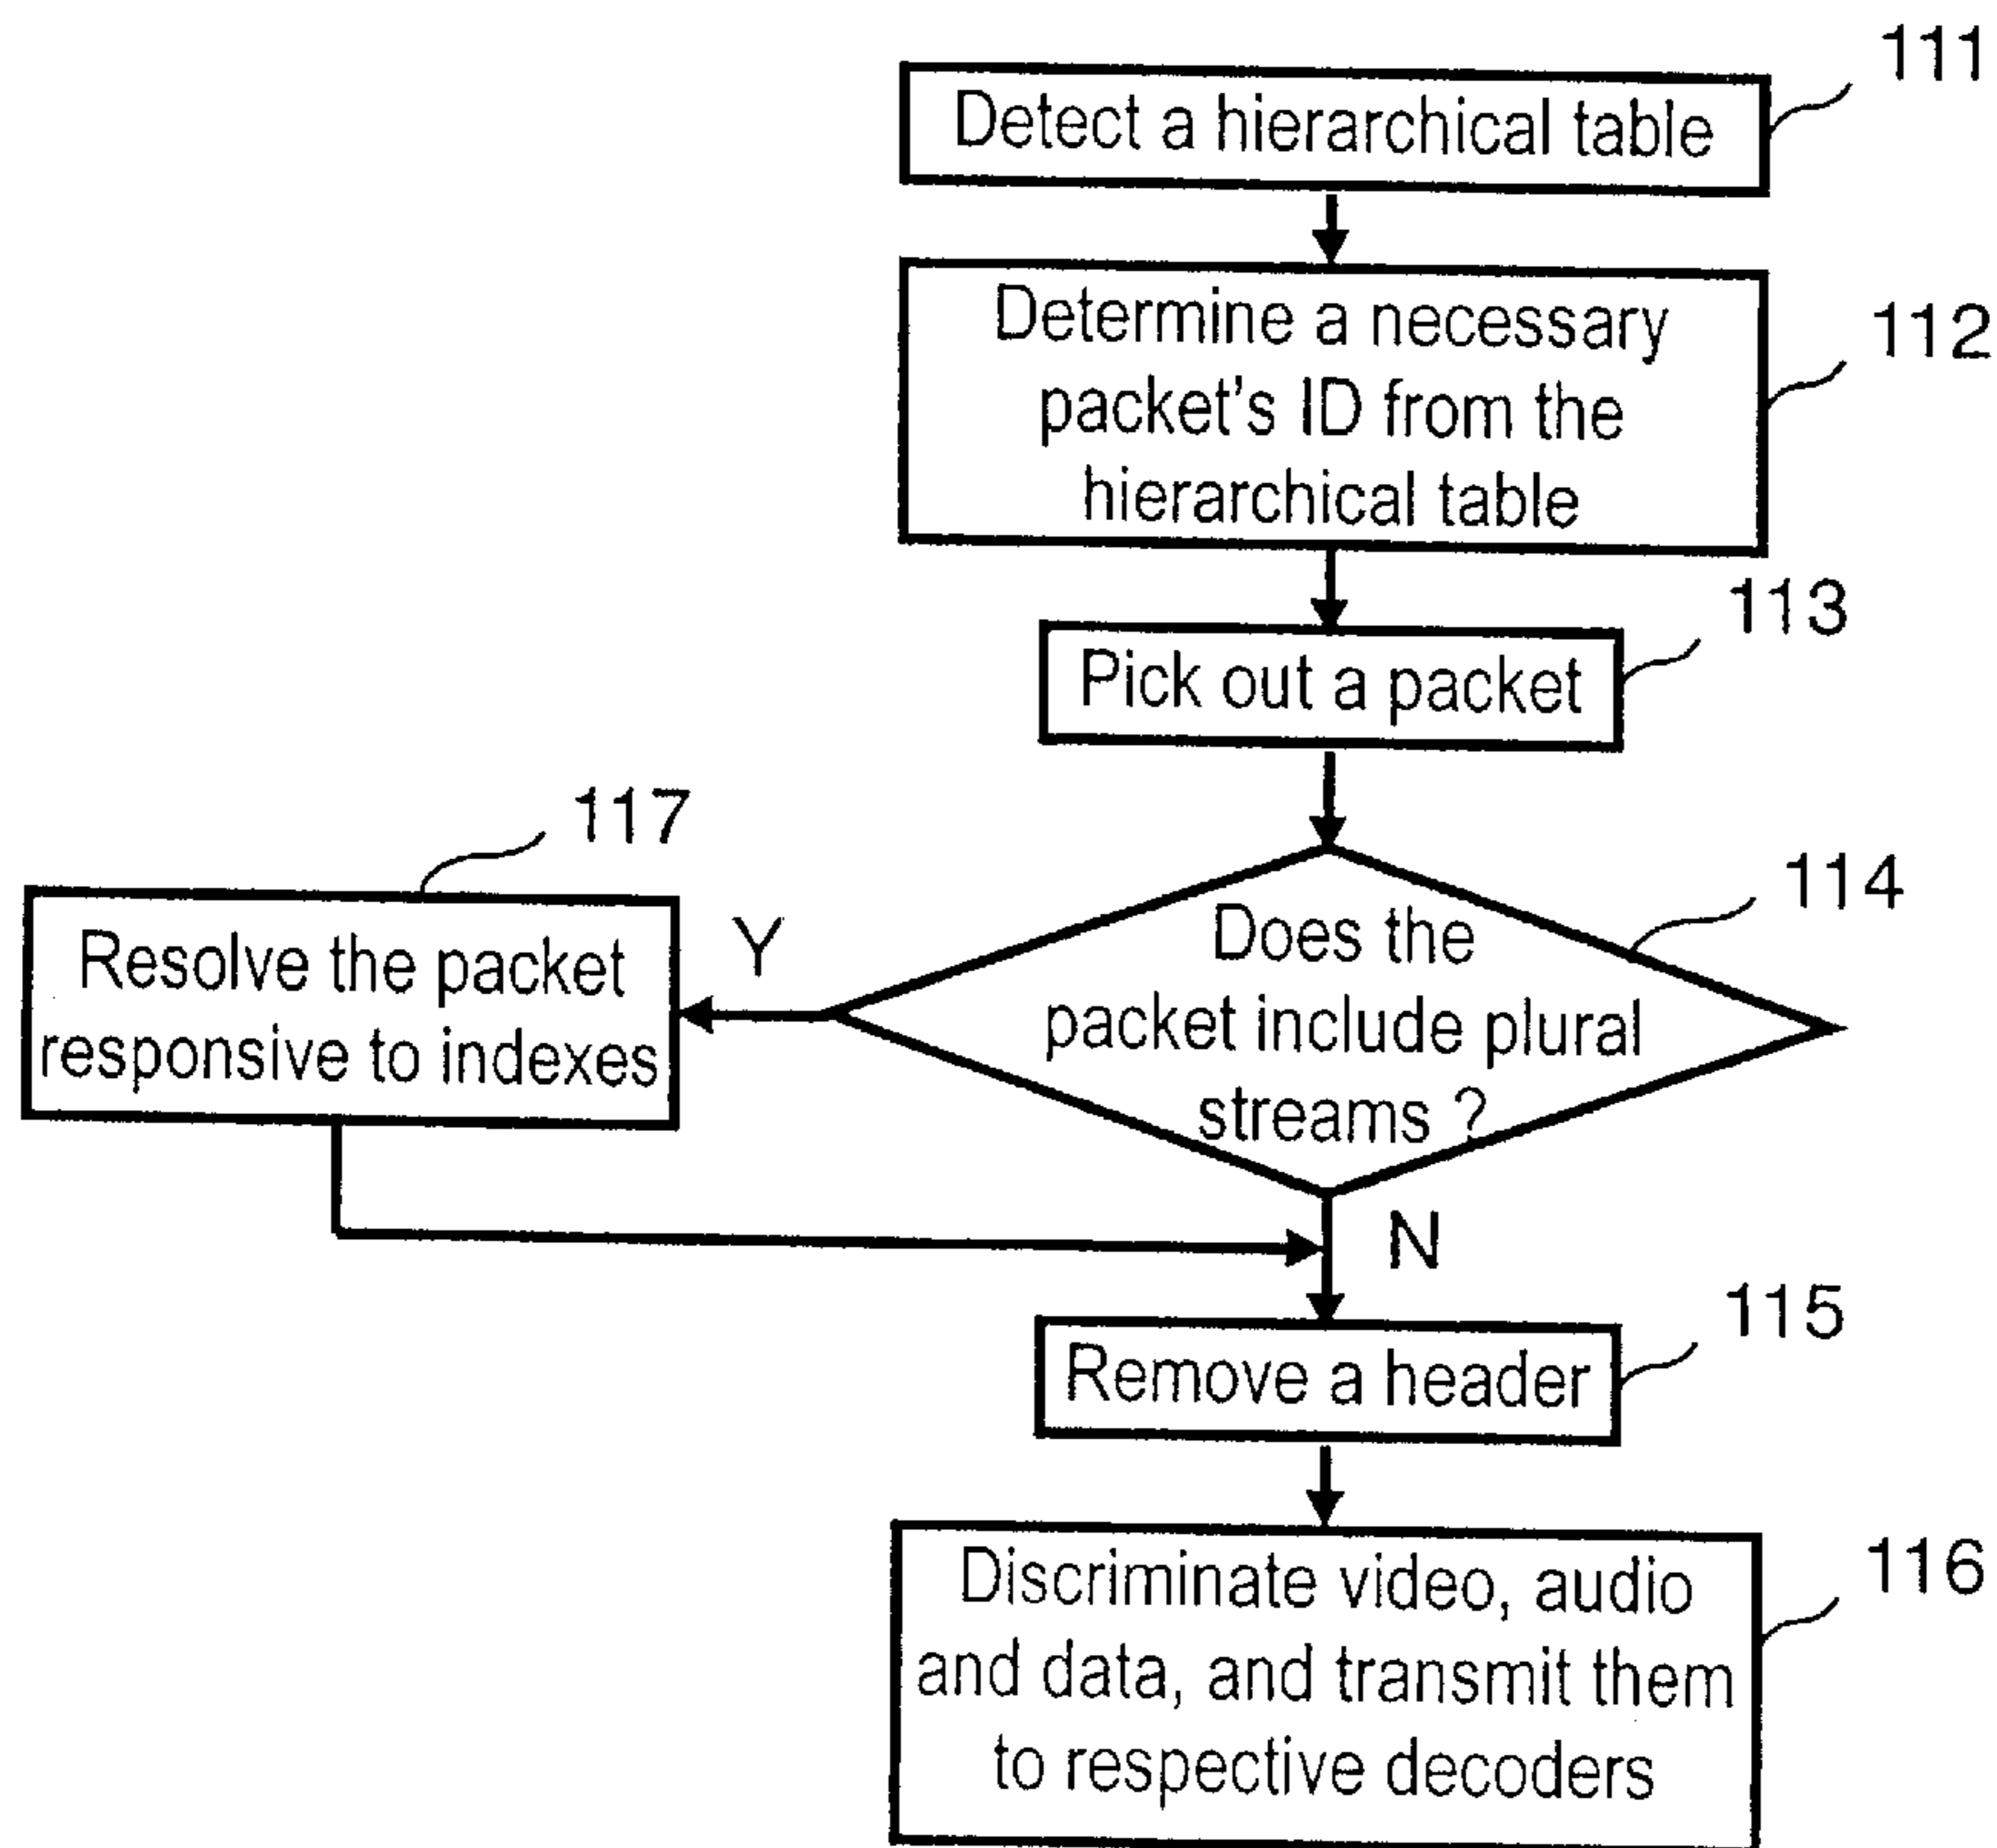 111
Detect a hierarchical table
112
Determine a necessary
packet's ID from the
hierarchical table
113
Pick out a packet
114
Does the
packet include plural
streams ?
Y
117
Resolve the packet
responsive to indexes
N
115
Remove a header
116
Discriminate video, audio
and data, and transmit them
to respective decoders